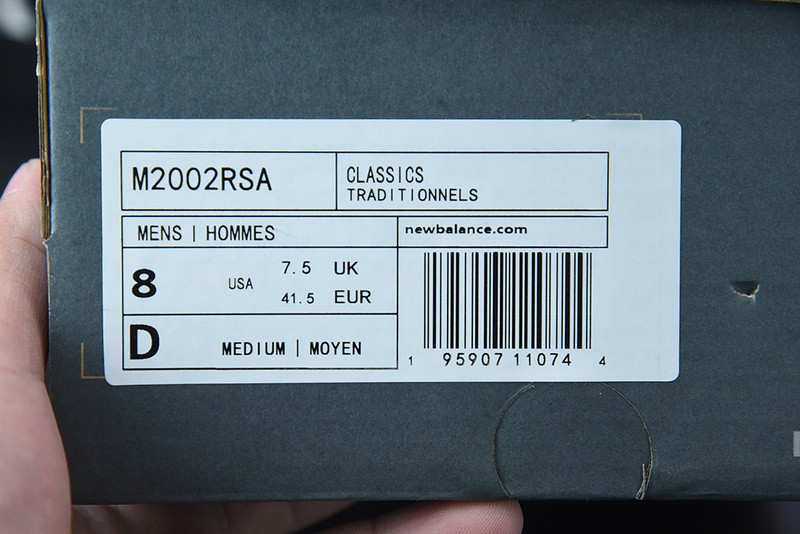 M2002RSA
CLASSICS
TRADITIONNELS
MENS | HOMMES
newbalance.com
8 USA 7.5 UK
41.5 EUR
D MEDIUM | MOYEN
1 95907 11074 4